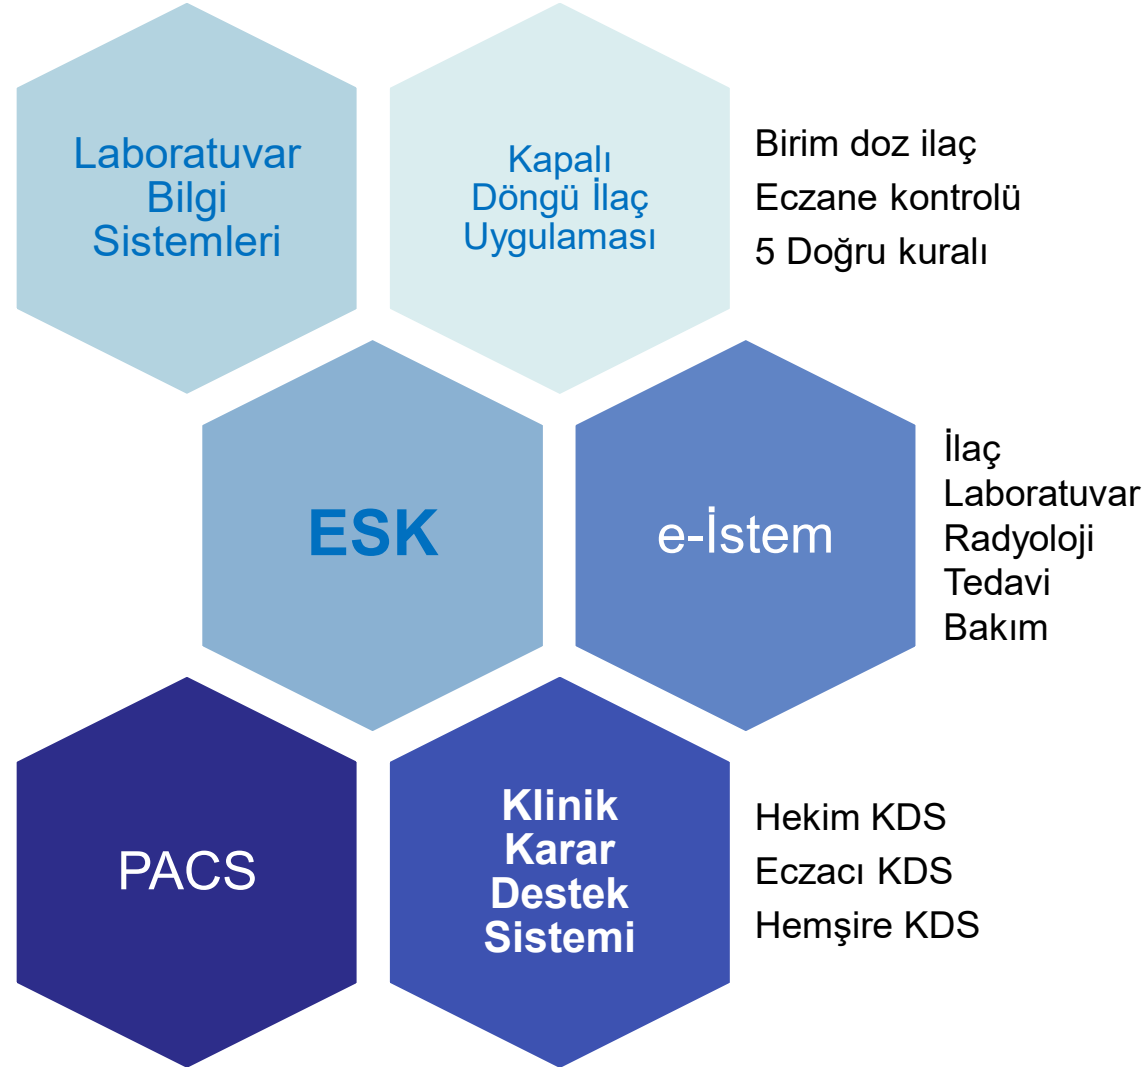 Laboratuvar
Bilgi
Sistemleri
Kapalı
Döngü İlaç
Uygulaması
Birim doz ilaç
Eczane kontrolü
5 Doğru kuralı
ESK
e-İstem
İlaç
Laboratuvar
Radyoloji
Tedavi
Bakım
PACS
Klinik
Karar
Destek
Sistemi
Hekim KDS
Eczacı KDS
Hemşire KDS